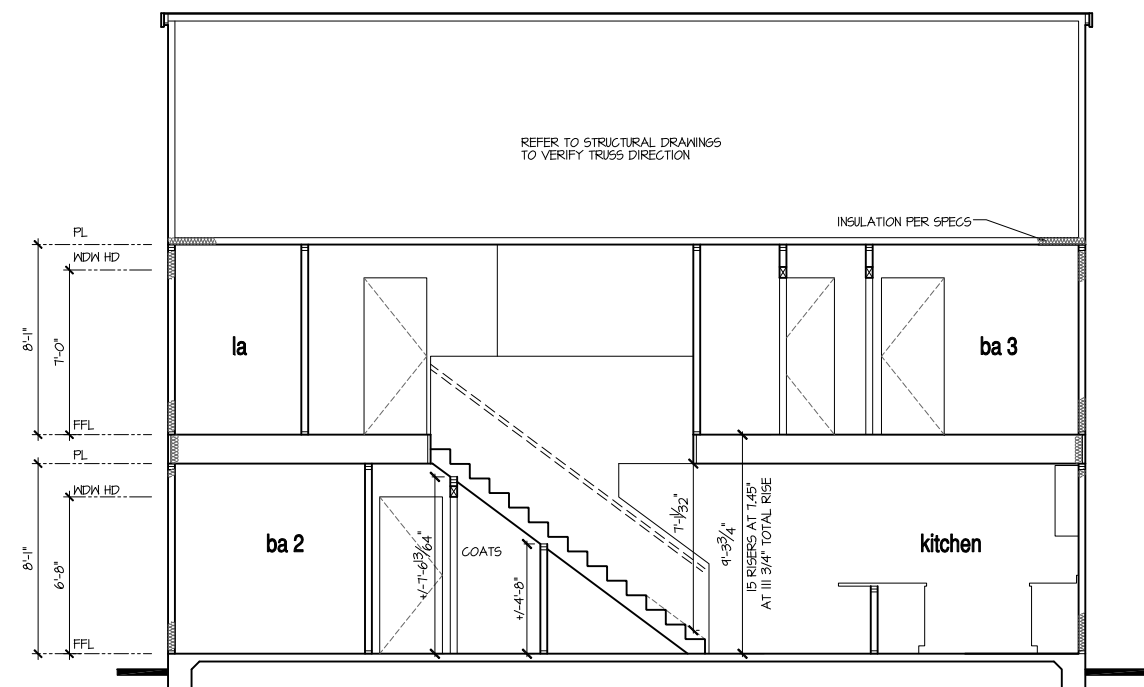 REFER TO STRUCTURAL DRAWINGS
TO VERIFY TRUSS DIRECTION
INSULATION PER SPECS
PL
WDW HD
8'-1"
7'-0"
la
ba 3
FFL
PL
WDW HD
8'-1"
6'-8"
ba 2
+/-7'-6 13/64"
COATS
+/-4'-8"
7'-1 1/32"
9'-3 3/4"
15 RISERS AT 7.45"
AT 111 3/4" TOTAL RISE
kitchen
FFL